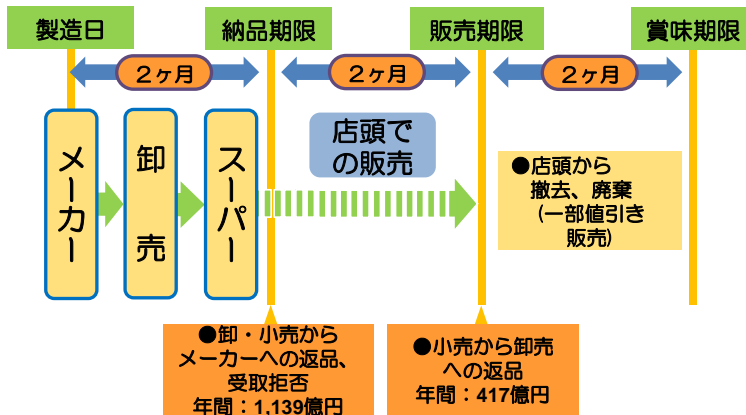 製造日
納品期限
販売期限
賞味期限
2ヶ月
2ヶ月
2ヶ月
メーカー
卸売
スーパー
店頭で
の販売
●店頭から
撤去、廃棄
(一部値引き
販売)
●卸・小売から
メーカーへの返品、
受取拒否
年間：1,139億円
●小売から卸売
への返品
年間：417億円